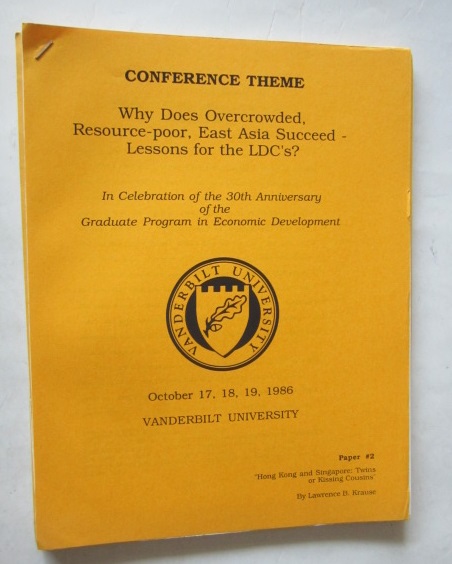 CONFERENCE THEME
Why Does Overcrowded,
Resource-poor, East Asia Succeed -
Lessons for the LDC's?
In Celebration of the 30th Anniversary
of the
Graduate Program in Economic Development
VANDERBILT UNIVERSITY
October 17, 18, 19, 1986
VANDERBILT UNIVERSITY
Paper #2
"Hong Kong and Singapore: Twins
or Kissing Cousins"
By Lawrence B. Krause